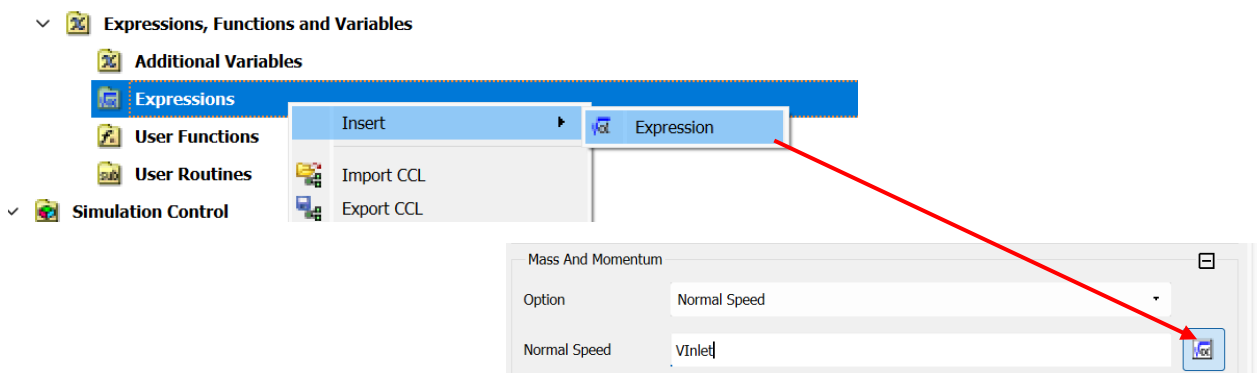 Expressions, Functions and Variables
Additional Variables
Expressions
Insert
Expression
User Functions
User Routines
Import CCL
Simulation Control
Export CCL
Mass And Momentum
Option
Normal Speed
Normal Speed
VInlet